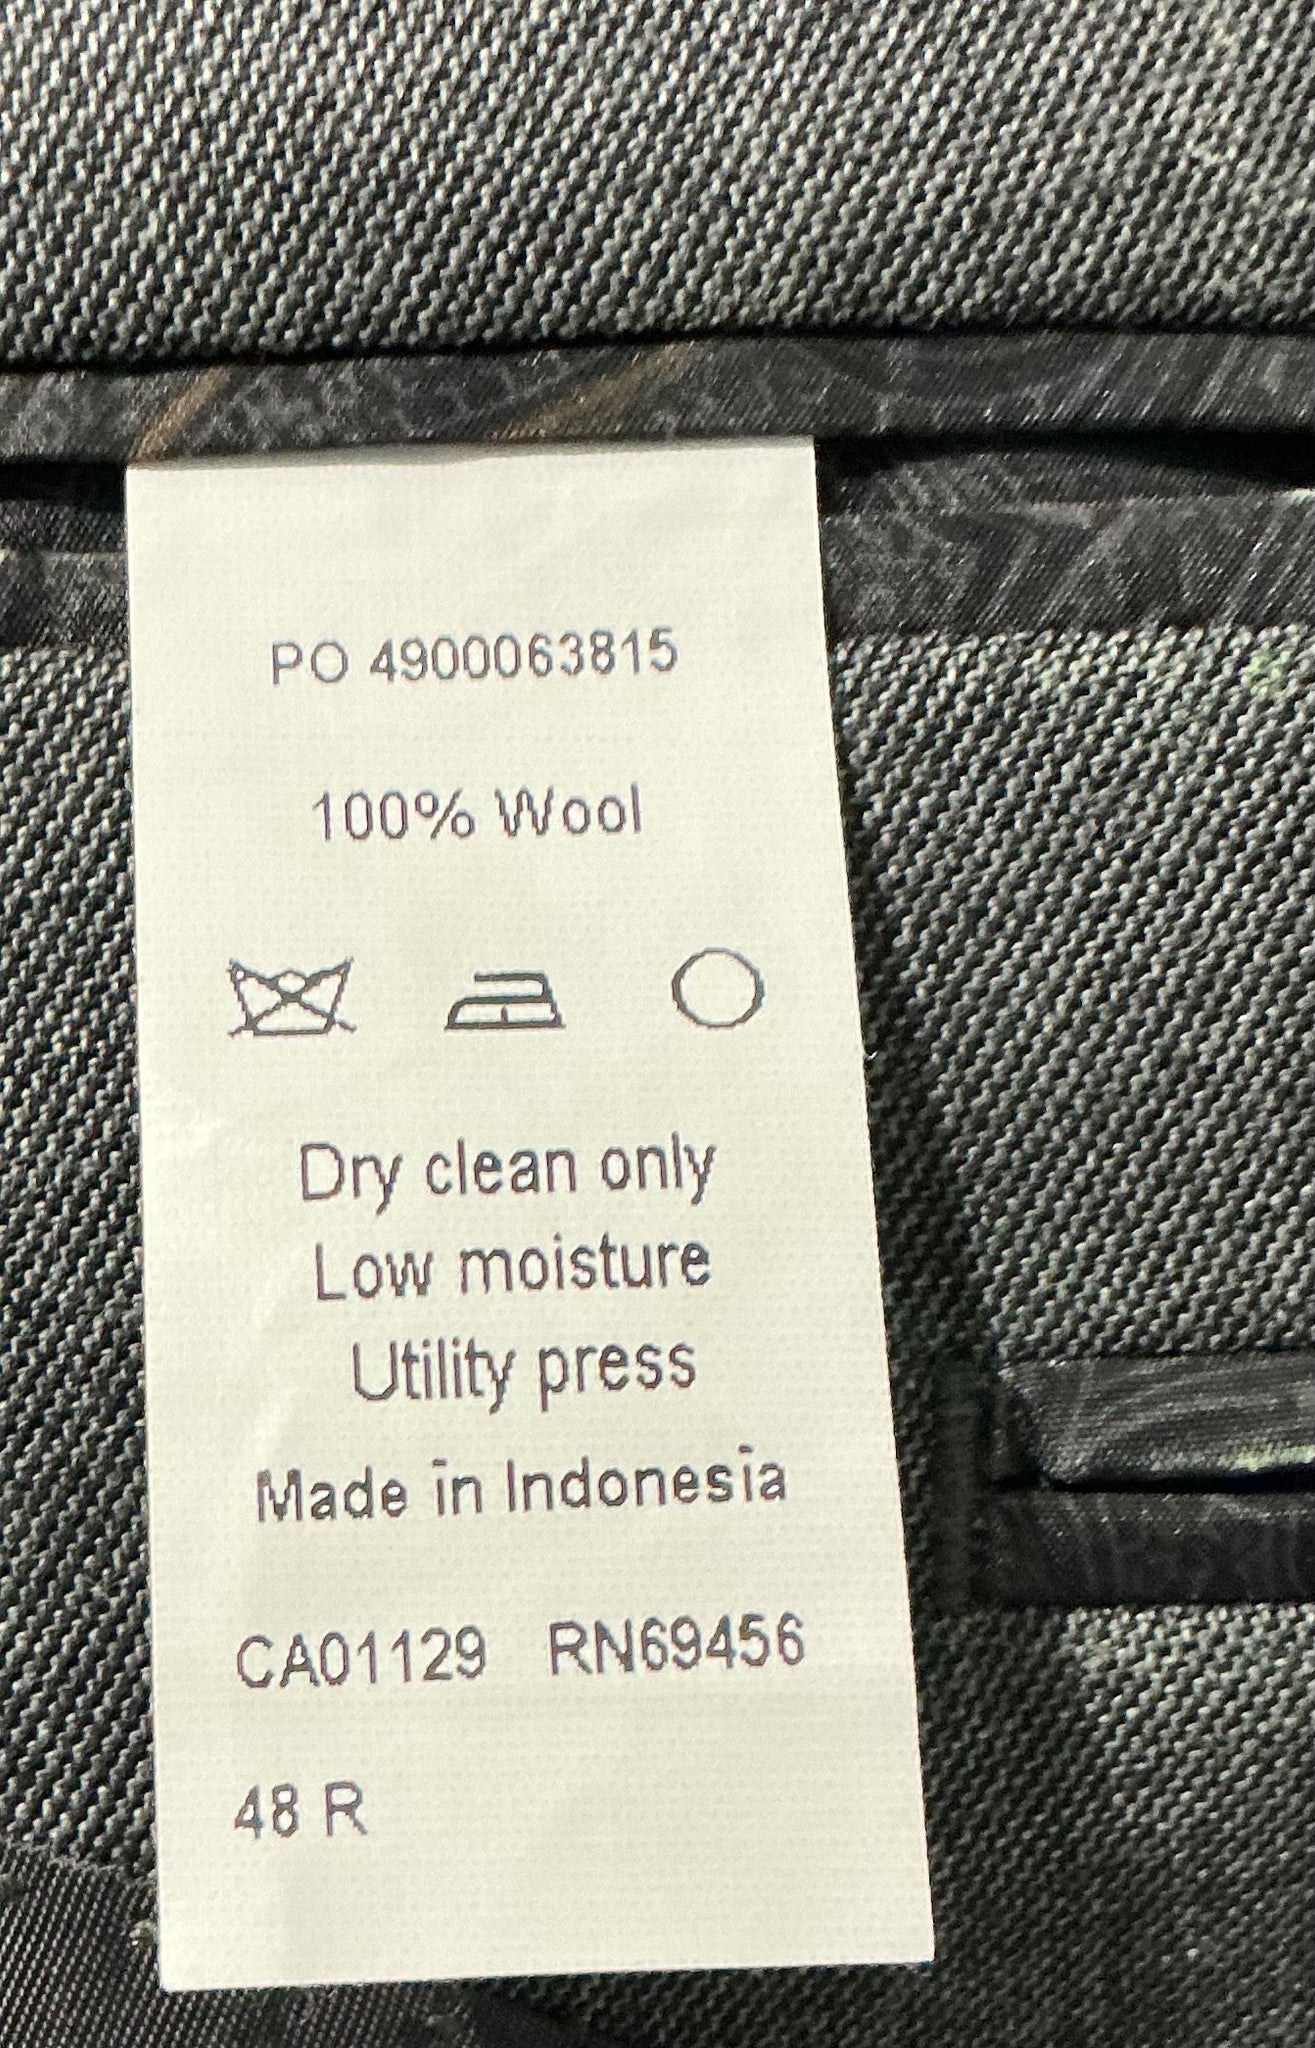 PO 4900063815
100% Wool
Dry clean only
Low moisture
Utility press
Made in Indonesia
CA01129 RN69456
48 R